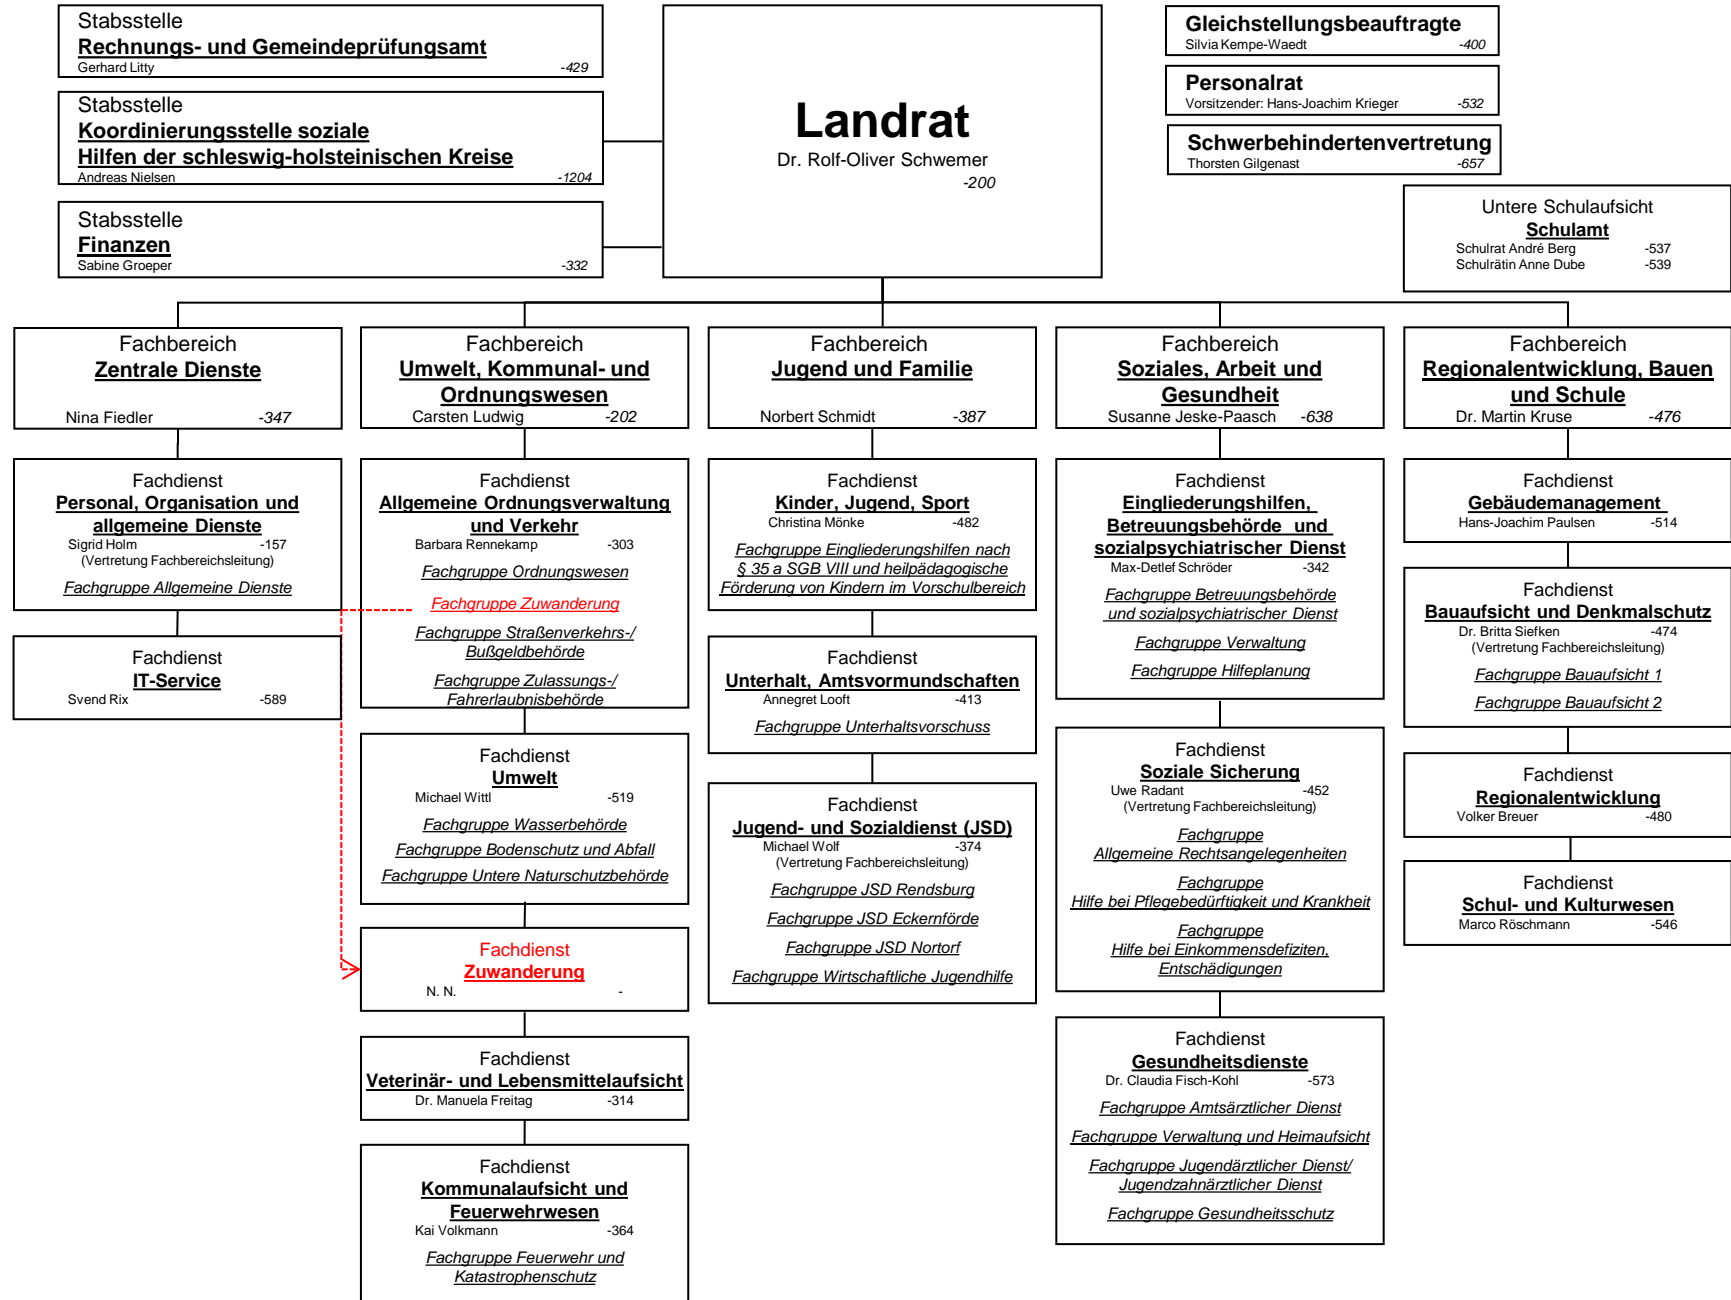 Stabsstelle
Rechnungs- und Gemeindeprüfungsamt
Gerhard Litty -429
Stabsstelle
Koordinierungsstelle soziale
Hilfen der schleswig-holsteinischen Kreise
Andreas Nielsen -1204
Stabsstelle
Finanzen
Sabine Groeper -332
Landrat
Dr. Rolf-Oliver Schwemer
-200
Gleichstellungsbeauftragte
Silvia Kempe-Waedt -400
Personalrat
Vorsitzender: Hans-Joachim Krieger -532
Schwerbehindertenvertretung
Thorsten Gilgenast -657
Untere Schulaufsicht
Schulamt
Schulrat André Berg -537
Schulrätin Anne Dube -539
Fachbereich
Zentrale Dienste
Nina Fiedler -347
Fachdienst
Personal, Organisation und
allgemeine Dienste
Sigrid Holm -157
(Vertretung Fachbereichsleitung)
Fachgruppe Allgemeine Dienste
Fachdienst
IT-Service
Svend Rix -589
Fachbereich
Umwelt, Kommunal- und
Ordnungswesen
Carsten Ludwig -202
Fachdienst
Allgemeine Ordnungsverwaltung
und Verkehr
Barbara Rennekamp -303
Fachgruppe Ordnungswesen
Fachgruppe Zuwanderung
Fachgruppe Straßenverkehrs-/
Bußgeldbehörde
Fachgruppe Zulassungs-/
Fahrerlaubnisbehörde
Fachdienst
Umwelt
Michael Wittl -519
Fachgruppe Wasserbehörde
Fachgruppe Bodenschutz und Abfall
Fachgruppe Untere Naturschutzbehörde
Fachdienst
Zuwanderung
N. N. -
Fachdienst
Veterinär- und Lebensmittelaufsicht
Dr. Manuela Freitag -314
Fachdienst
Kommunalaufsicht und
Feuerwehrwesen
Kai Volkmann -364
Fachgruppe Feuerwehr und
Katastrophenschutz
Fachbereich
Jugend und Familie
Norbert Schmidt -387
Fachdienst
Kinder, Jugend, Sport
Christina Mönke -482
Fachgruppe Eingliederungshilfen nach
§ 35 a SGB VIII und heilpädagogische
Förderung von Kindern im Vorschulbereich
Fachdienst
Unterhalt, Amtsvormundschaften
Annegret Looft -413
Fachgruppe Unterhaltsvorschuss
Fachdienst
Jugend- und Sozialdienst (JSD)
Michael Wolf -374
(Vertretung Fachbereichsleitung)
Fachgruppe JSD Rendsburg
Fachgruppe JSD Eckernförde
Fachgruppe JSD Nortorf
Fachgruppe Wirtschaftliche Jugendhilfe
Fachbereich
Soziales, Arbeit und
Gesundheit
Susanne Jeske-Paasch -638
Fachdienst
Eingliederungshilfen,
Betreuungsbehörde und
sozialpsychiatrischer Dienst
Max-Detlef Schröder -342
Fachgruppe Betreuungsbehörde
und sozialpsychiatrischer Dienst
Fachgruppe Verwaltung
Fachgruppe Hilfeplanung
Fachdienst
Soziale Sicherung
Uwe Radant -452
(Vertretung Fachbereichsleitung)
Fachgruppe
Allgemeine Rechtsangelegenheiten
Fachgruppe
Hilfe bei Pflegebedürftigkeit und Krankheit
Fachgruppe
Hilfe bei Einkommensdefiziten,
Entschädigungen
Fachdienst
Gesundheitsdienste
Dr. Claudia Fisch-Kohl -573
Fachgruppe Amtsärztlicher Dienst
Fachgruppe Verwaltung und Heimaufsicht
Fachgruppe Jugendärztlicher Dienst/
Jugendzahnärztlicher Dienst
Fachgruppe Gesundheitsschutz
Fachbereich
Regionalentwicklung, Bauen
und Schule
Dr. Martin Kruse -476
Fachdienst
Gebäudemanagement
Hans-Joachim Paulsen -514
Fachdienst
Bauaufsicht und Denkmalschutz
Dr. Britta Siefken -474
(Vertretung Fachbereichsleitung)
Fachgruppe Bauaufsicht 1
Fachgruppe Bauaufsicht 2
Fachdienst
Regionalentwicklung
Volker Breuer -480
Fachdienst
Schul- und Kulturwesen
Marco Röschmann -546